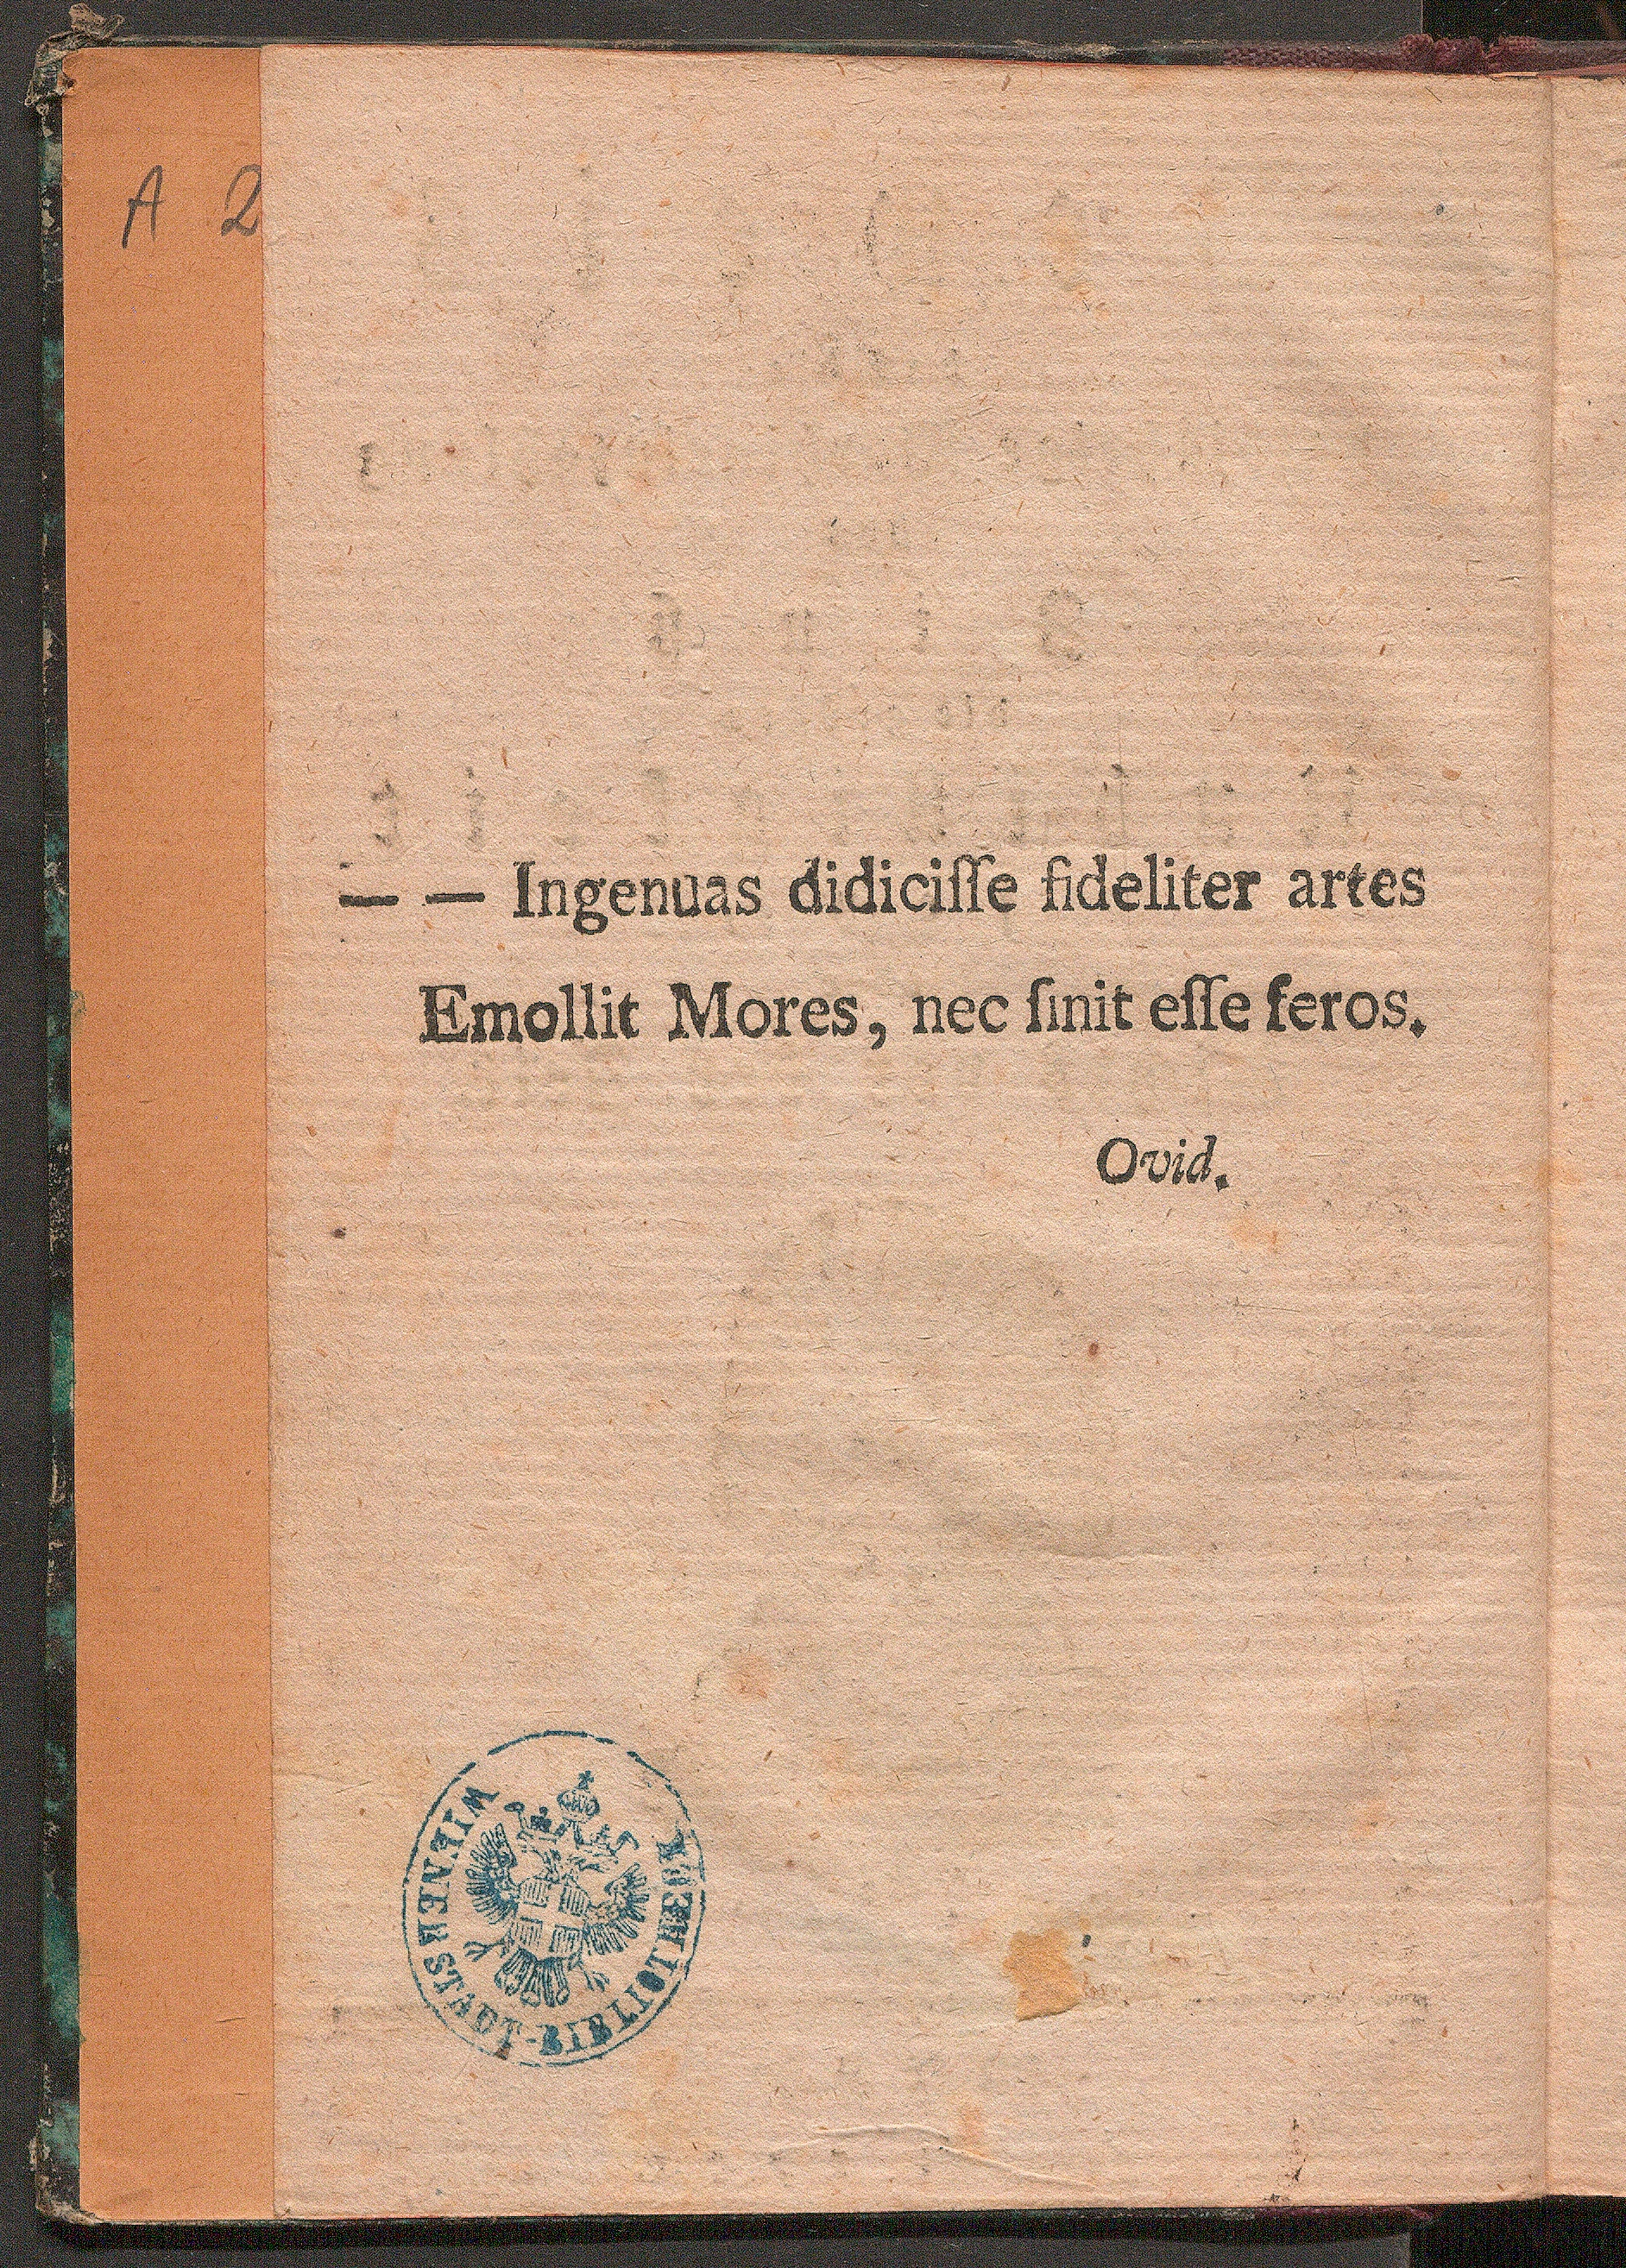 A 2
— — Ingenuas didiciſſe fideliter artes
Emollit Mores, nec ſinit eſſe feros.
Ovid.
WIENER STADT-BIBLIOTHEK